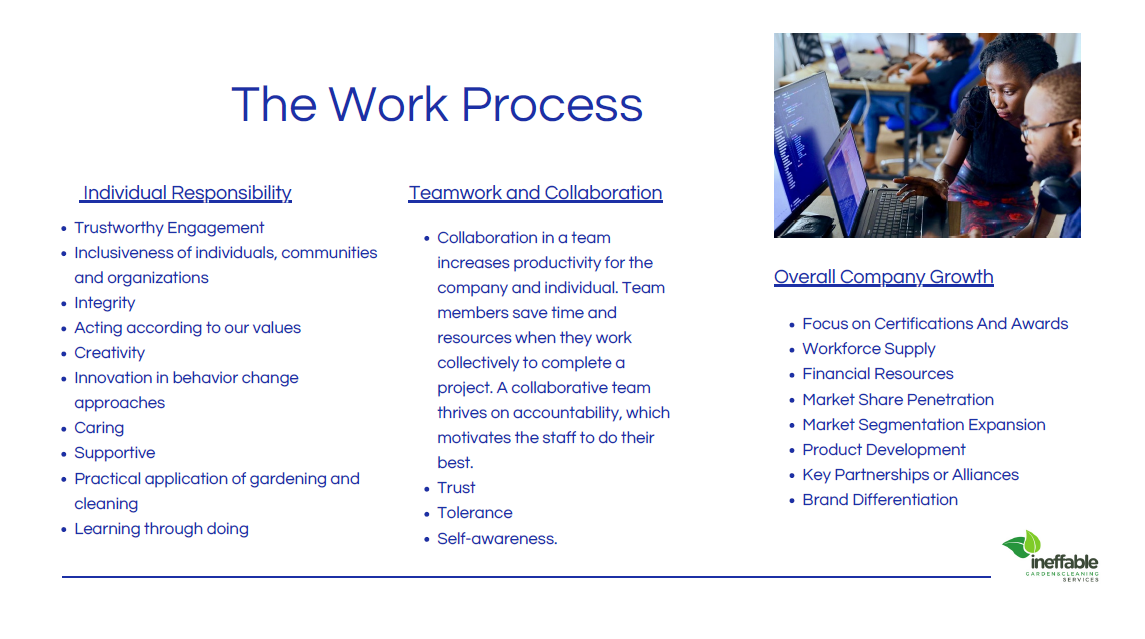 The Work Process
Individual Responsibility
Trustworthy Engagement
Inclusiveness of individuals, communities
and organizations
Integrity
Acting according to our values
Creativity
Innovation in behavior change
approaches
Caring
Supportive
Practical application of gardening and
cleaning
Learning through doing
Teamwork and Collaboration
Collaboration in a team
increases productivity for the
company and individual. Team
members save time and
resources when they work
collectively to complete a
project. A collaborative team
thrives on accountability, which
motivates the staff to do their
best.
Trust
Tolerance
Self-awareness.
Overall Company Growth
Focus on Certifications And Awards
Workforce Supply
Financial Resources
Market Share Penetration
Market Segmentation Expansion
Product Development
Key Partnerships or Alliances
Brand Differentiation
ineffable
GARDEN&CLEANING
SERVICES